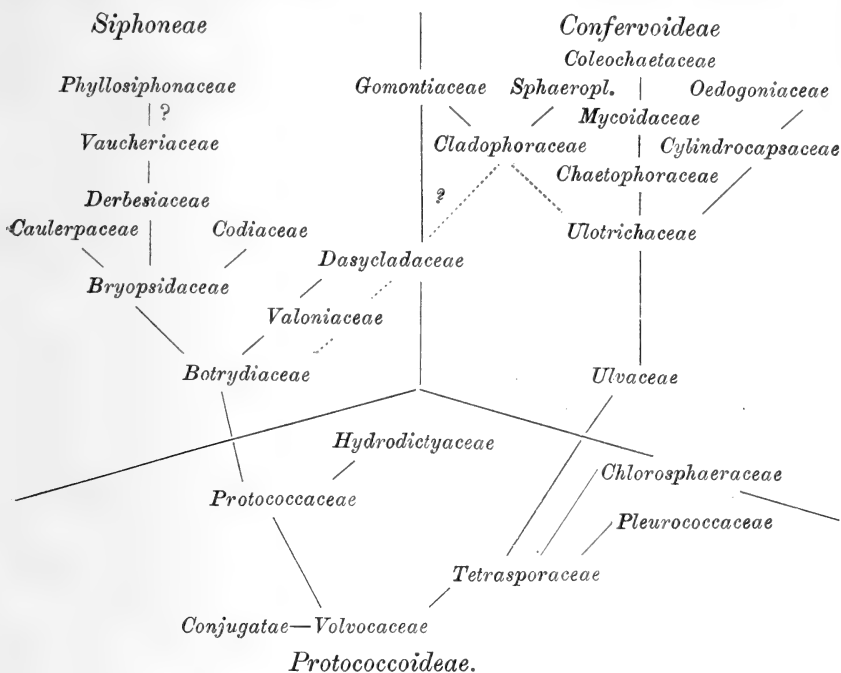 Siphoneae Confervoideae
Coleochaetaceae
Phyllosiphonaceae Gomontiaceae Sphaeropl. Oedogoniaceae
?
Mycoidaceae
Vaucheriaceae Cladophoraceae Cylindrocapsaceae
Chaetophoraceae
?
Derbesiaceae
Caulerpaceae Codiaceae Ulotrichaceae
Dasycladaceae
Bryopsidaceae
Valoniaceae
Botrydiaceae Ulvaceae
Hydrodictyaceae
Chlorosphaeraceae
Protococcaceae
Pleurococcaceae
Tetrasporaceae
Conjugatae—Volvocaceae
Protococcoideae.